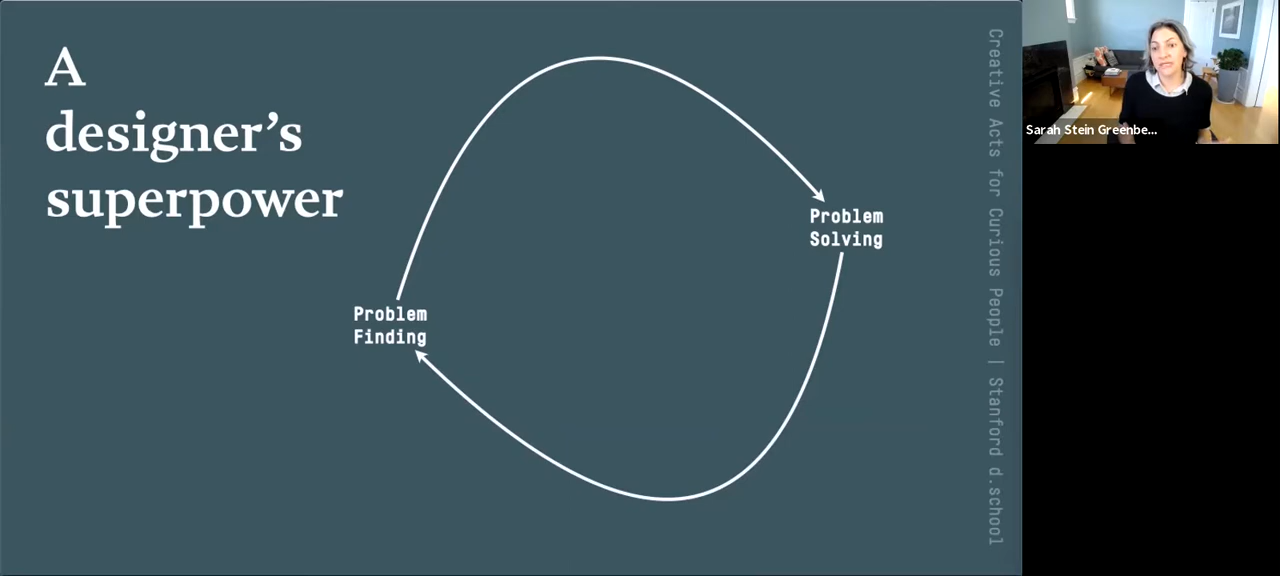 A
designer’s
superpower
Problem
Solving
Problem
Finding
Creative Acts for Curious People | Stanford d.school
Sarah Stein Greenbe...